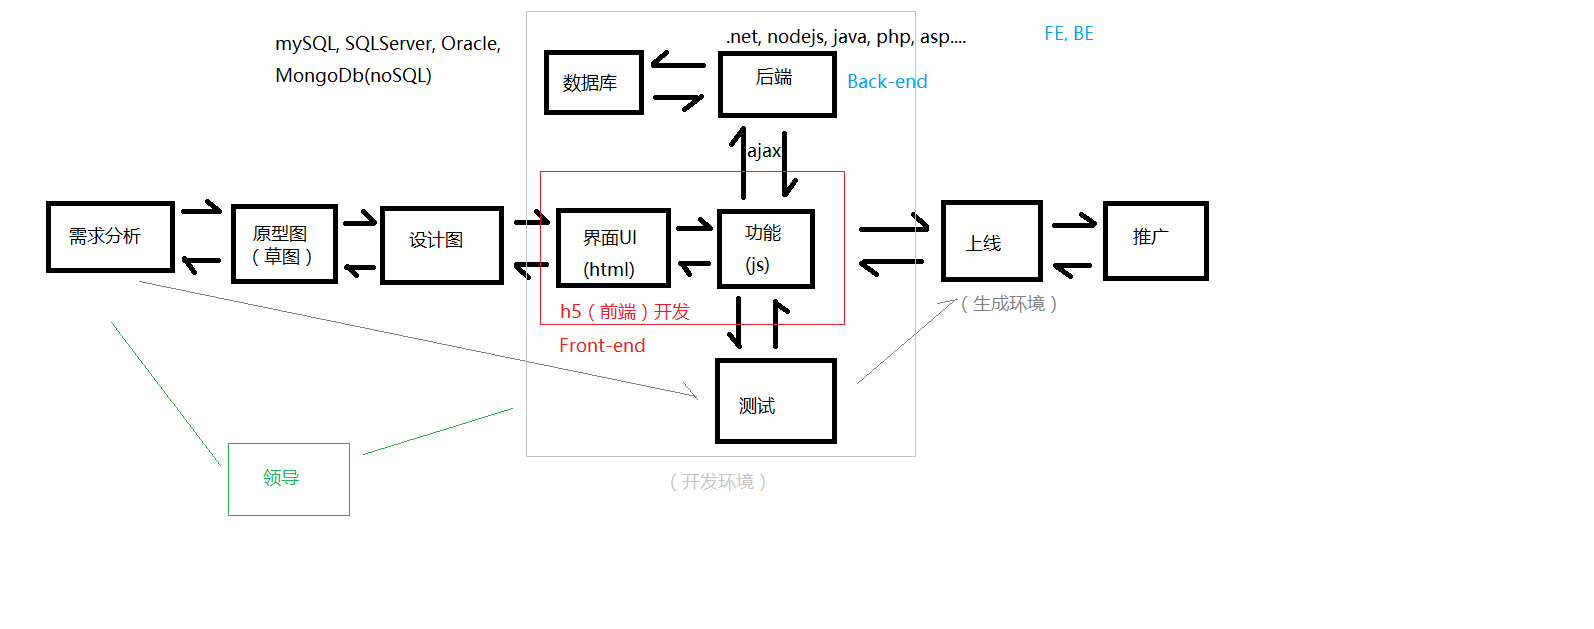 mySQL, SQLServer, Oracle,
MongoDb(noSQL)
.net, nodejs, java, php, asp....
FE, BE
数据库
后端
Back-end
ajax
需求分析
原型图
（草图）
设计图
界面UI
(html)
功能
(js)
上线
推广
h5（前端）开发
Front-end
（生成环境）
测试
领导
（开发环境）